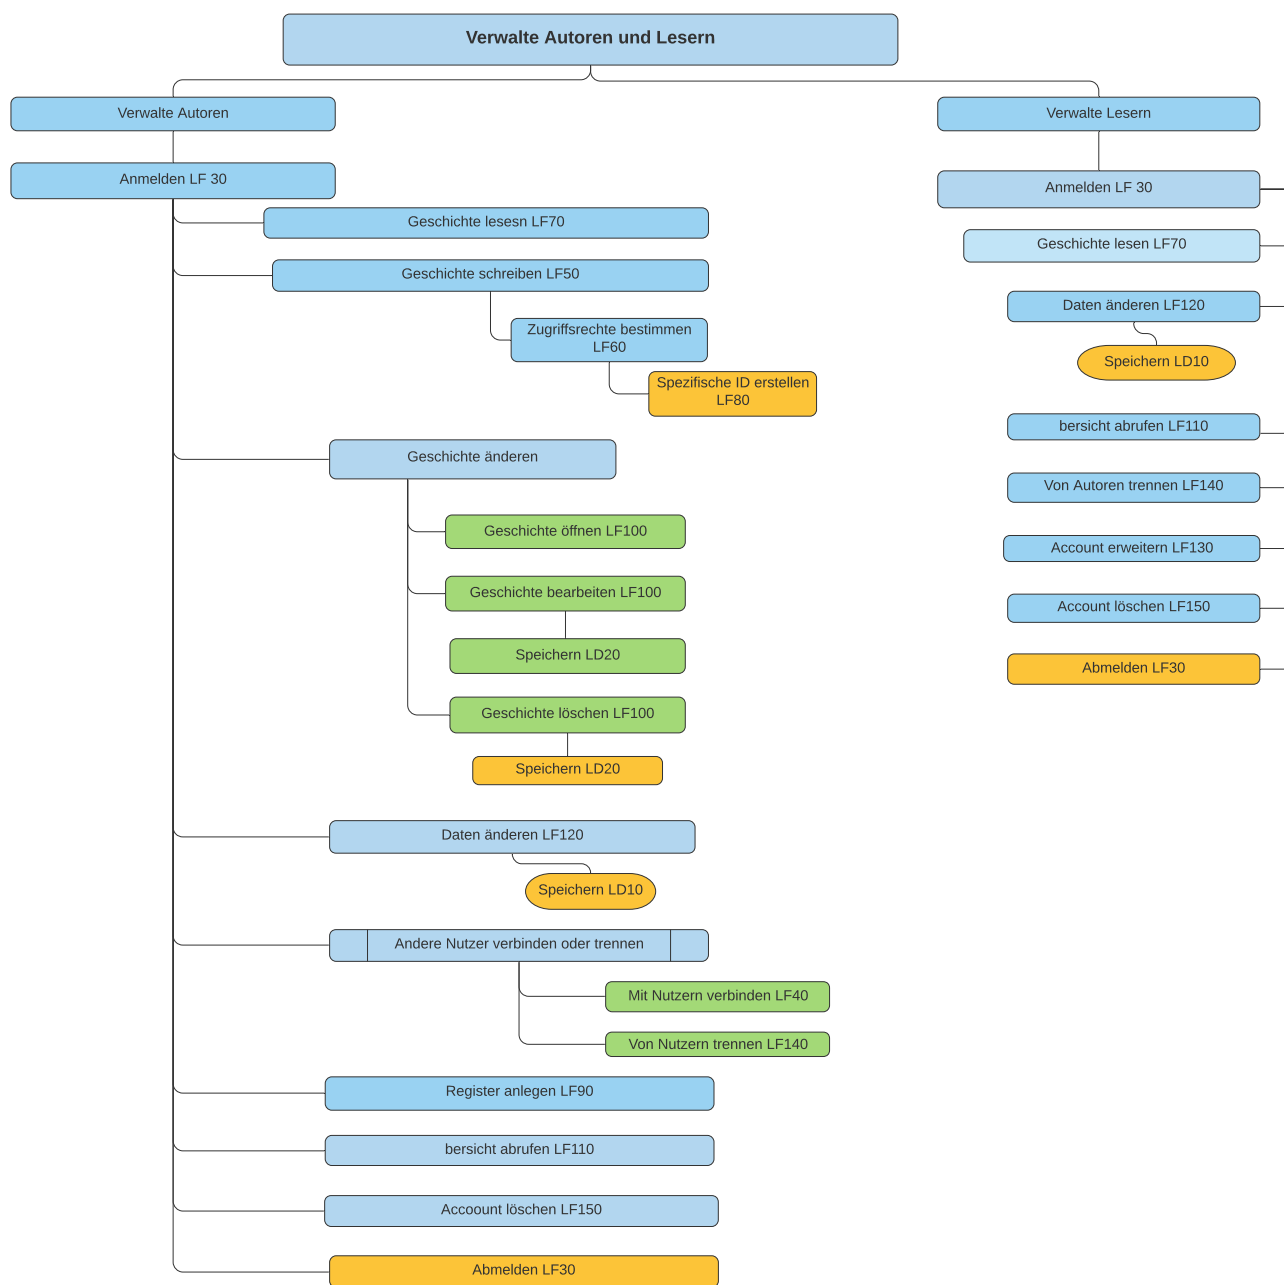 Verwalte Autoren und Lesern
Verwalte Autoren
Anmelden LF 30
Geschichte lesesn LF70
Geschichte schreiben LF50
Zugriffsrechte bestimmen
LF60
Spezifische ID erstellen
LF80
Geschichte änderen
Geschichte öffnen LF100
Geschichte bearbeiten LF100
Speichern LD20
Geschichte löschen LF100
Speichern LD20
Daten änderen LF120
Speichern LD10
Andere Nutzer verbinden oder trennen
Mit Nutzern verbinden LF40
Von Nutzern trennen LF140
Register anlegen LF90
bersicht abrufen LF110
Accoount löschen LF150
Abmelden LF30
Verwalte Lesern
Anmelden LF 30
Geschichte lesen LF70
Daten änderen LF120
Speichern LD10
bersicht abrufen LF110
Von Autoren trennen LF140
Account erweitern LF130
Account löschen LF150
Abmelden LF30